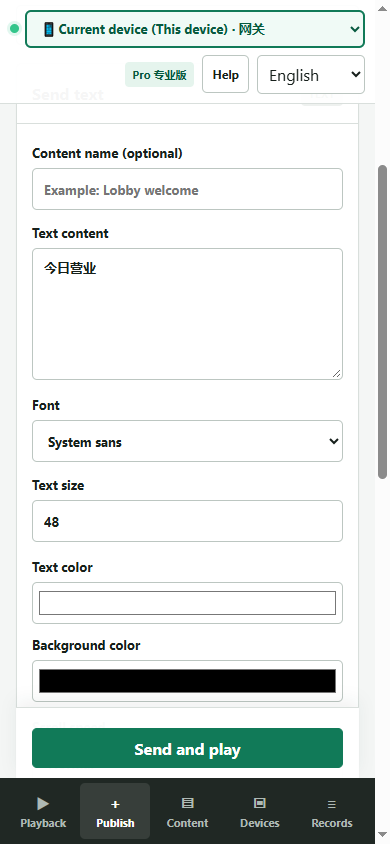 Current device (This device) · 网关
Pro 专业版
Help
English
Send text
Content name (optional)
Example: Lobby welcome
Text content
今日营业
Font
System sans
Text size
48
Text color
Background color
Send and play
Playback
Publish
Content
Devices
Records